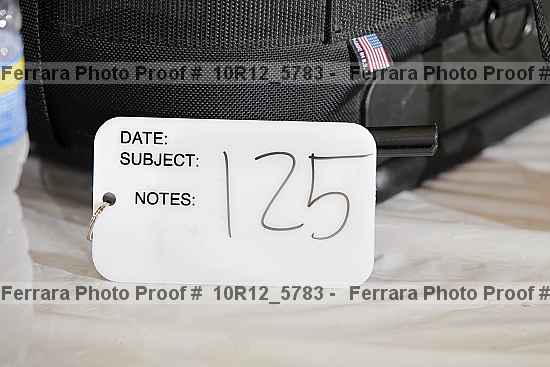 Ferrara Photo Proof # 10R12_5783 - Ferrara Photo Proof #
DATE:
SUBJECT: 125
NOTES:
Ferrara Photo Proof # 10R12_5783 - Ferrara Photo Proof #